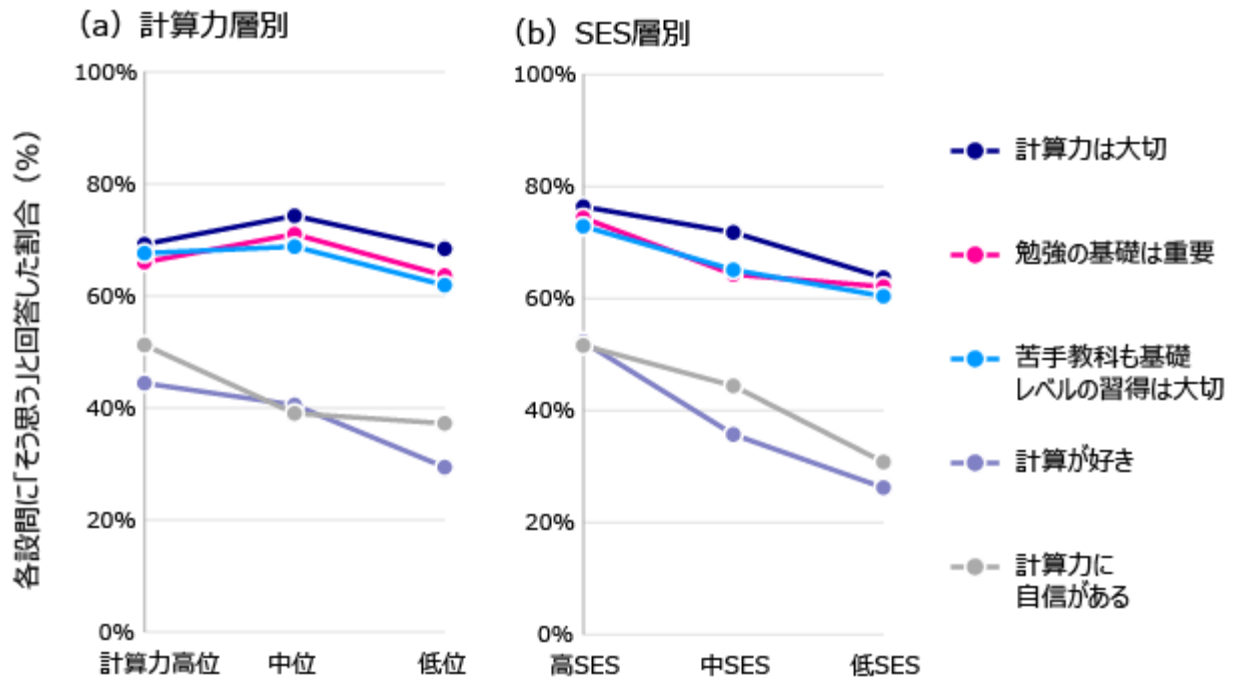 (a) 計算力層別
(b) SES層別
各設問に「そう思う」と回答した割合 (%)
100%
80%
60%
40%
20%
0%
計算力高位
中位
低位
100%
80%
60%
40%
20%
0%
高SES
中SES
低SES
計算力は大切
勉強の基礎は重要
苦手教科も基礎
レベルの習得は大切
計算が好き
計算力に
自信がある